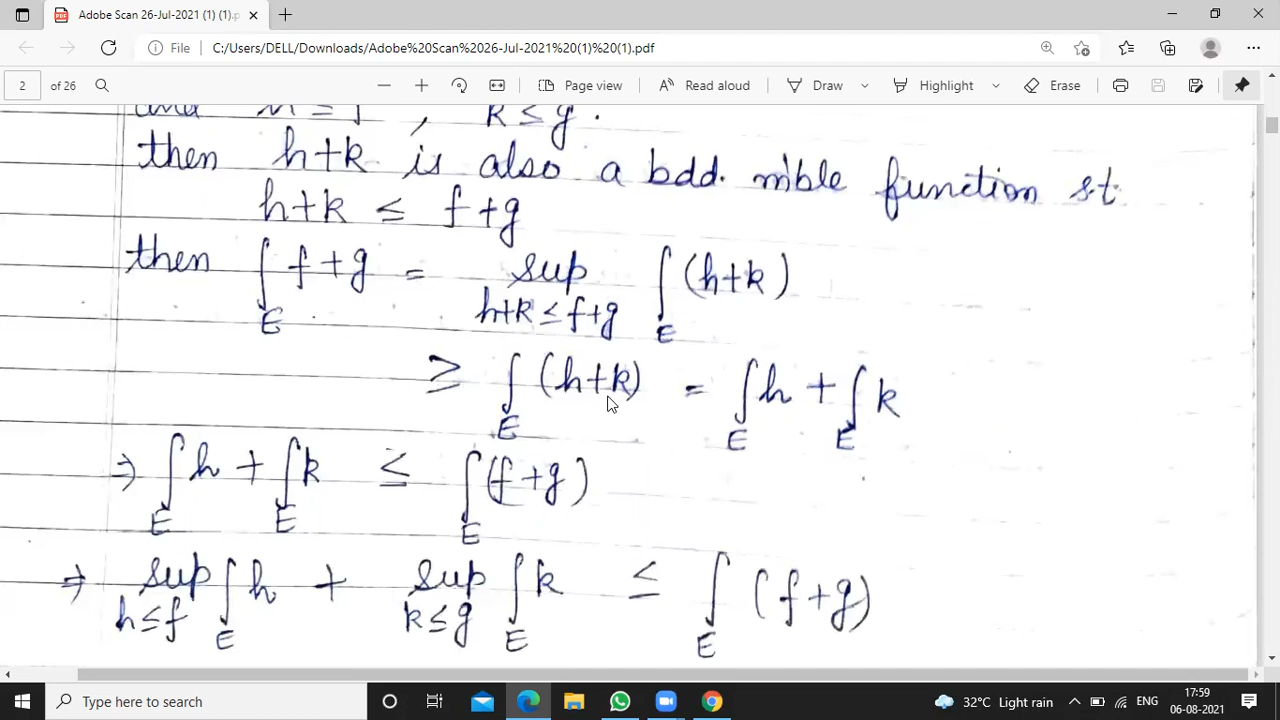 Adobe Scan 26-Jul-2021 (1) (1).p
File C:/Users/DELL/Downloads/Adobe%20Scan%2026-Jul-2021%20(1)%20(1).pdf
2 of 26 Page view Read aloud Draw Highlight Erase
k ≤ g.
then h+k is also a bdd. m'ble function st.
h+k ≤ f+g
then ∫_E f+g = sup_{h+k≤f+g} ∫_E (h+k)
≥ ∫_E (h+k) = ∫_E h + ∫_E k
⇒ ∫_E h + ∫_E k ≤ ∫_E (f+g)
⇒ sup_{h≤f} ∫_E h + sup_{k≤g} ∫_E k ≤ ∫_E (f+g)
Type here to search 32°C Light rain ENG 17:59
06-08-2021